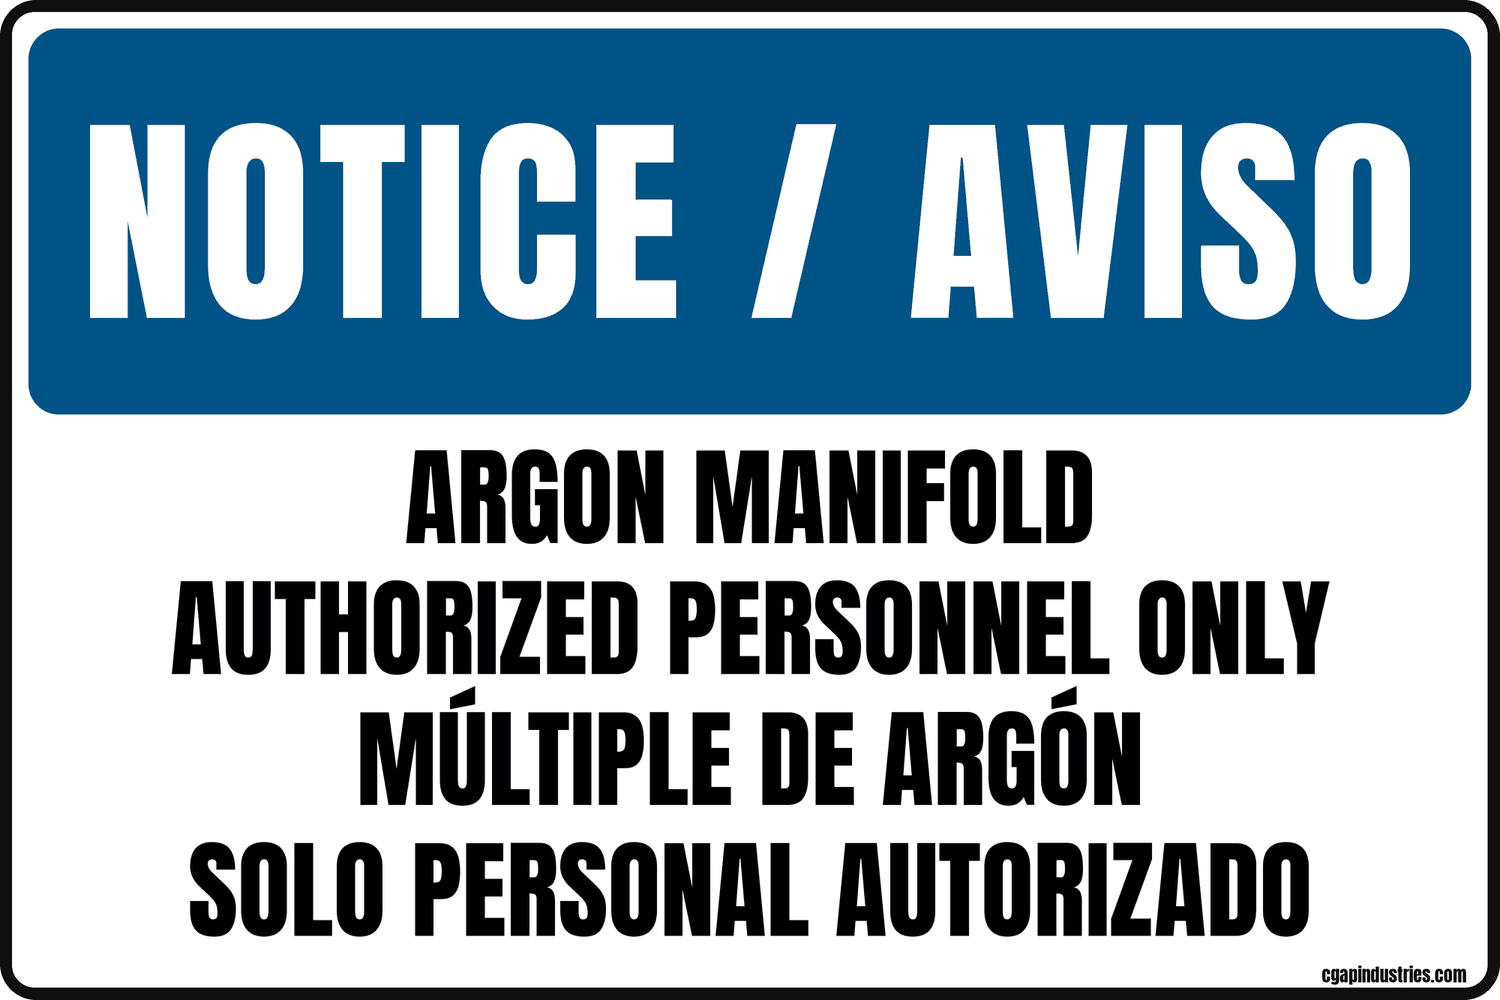 NOTICE / AVISO
ARGON MANIFOLD
AUTHORIZED PERSONNEL ONLY
MÚLTIPLE DE ARGÓN
SOLO PERSONAL AUTORIZADO
cgapindustries.com